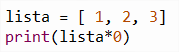 lista = [ 1, 2, 3]
print(lista*0)